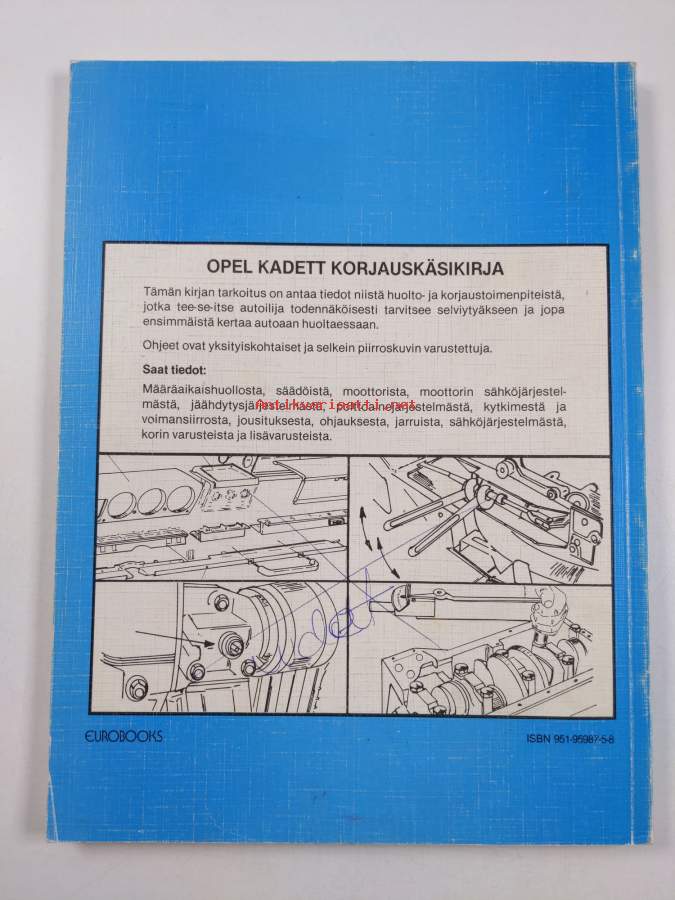 OPEL KADETT KORJAUSKÄSIKIRJA
Tämän kirjan tarkoitus on antaa tiedot niistä huolto- ja korjaustoimenpiteistä,
jotka tee-se-itse autoilija todennäköisesti tarvitsee selviytyäkseen ja jopa
ensimmäistä kertaa autoaan huoltaessaan.
Ohjeet ovat yksityiskohtaiset ja selkein piirroskuvin varustettuja.
Saat tiedot:
Määräaikaishuollosta, säädöistä, moottorista, moottorin sähköjärjestel-
mästä, jäähdytysjärjestelmästä, polttoainejärjestelmästä, kytkimestä ja
Antikvariaatti.net
voimansiirrosta, jousituksesta, ohjauksesta, jarruista, sähköjärjestelmästä,
korin varusteista ja lisävarusteista.
EUROBOOKS
ISBN 951-95987-5-8